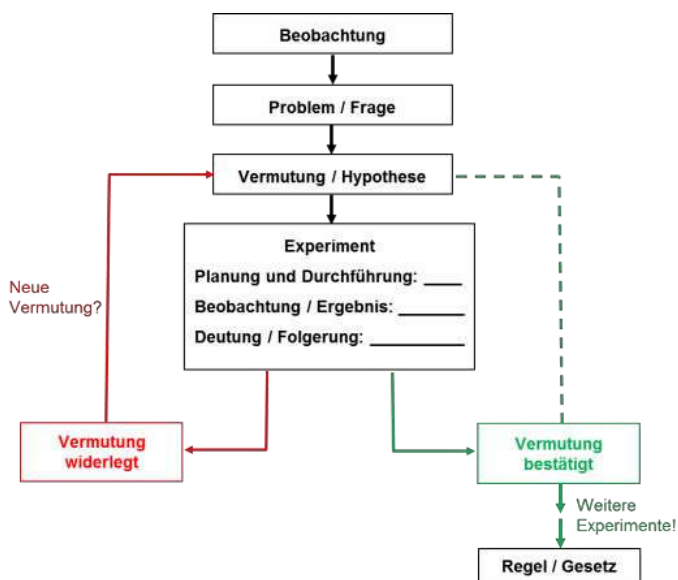 Beobachtung
Problem / Frage
Vermutung / Hypothese
Experiment
Planung und Durchführung: ____
Beobachtung / Ergebnis: _______
Deutung / Folgerung: __________
Neue
Vermutung?
Vermutung
widerlegt
Vermutung
bestätigt
Weitere
Experimente!
Regel / Gesetz